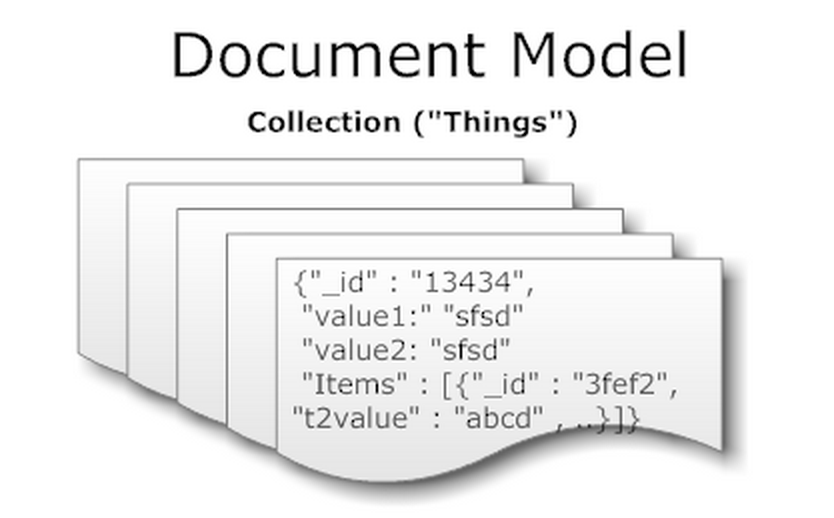 Document Model
Collection ("Things")
{"_id" : "13434",
"value1:" "sfsd"
"value2: "sfsd"
"Items" : [{"_id" : "3fef2",
"t2value" : "abcd" , ..}]}